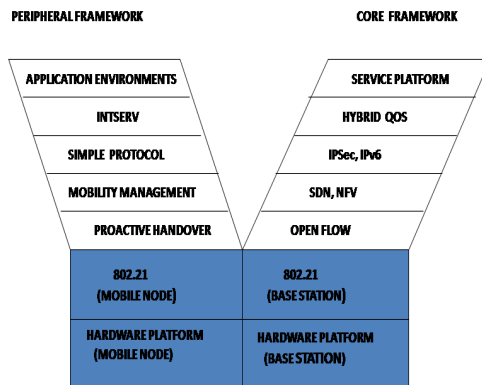 PERIPHERAL FRAMEWORK
CORE FRAMEWORK
APPLICATION ENVIRONMENTS
SERVICE PLATFORM
INTSERV
HYBRID QOS
SIMPLE PROTOCOL
IPSec, IPv6
MOBILITY MANAGEMENT
SDN, NFV
PROACTIVE HANDOVER
OPEN FLOW
802.21
(MOBILE NODE)
802.21
(BASE STATION)
HARDWARE PLATFORM
(MOBILE NODE)
HARDWARE PLATFORM
(BASE STATION)